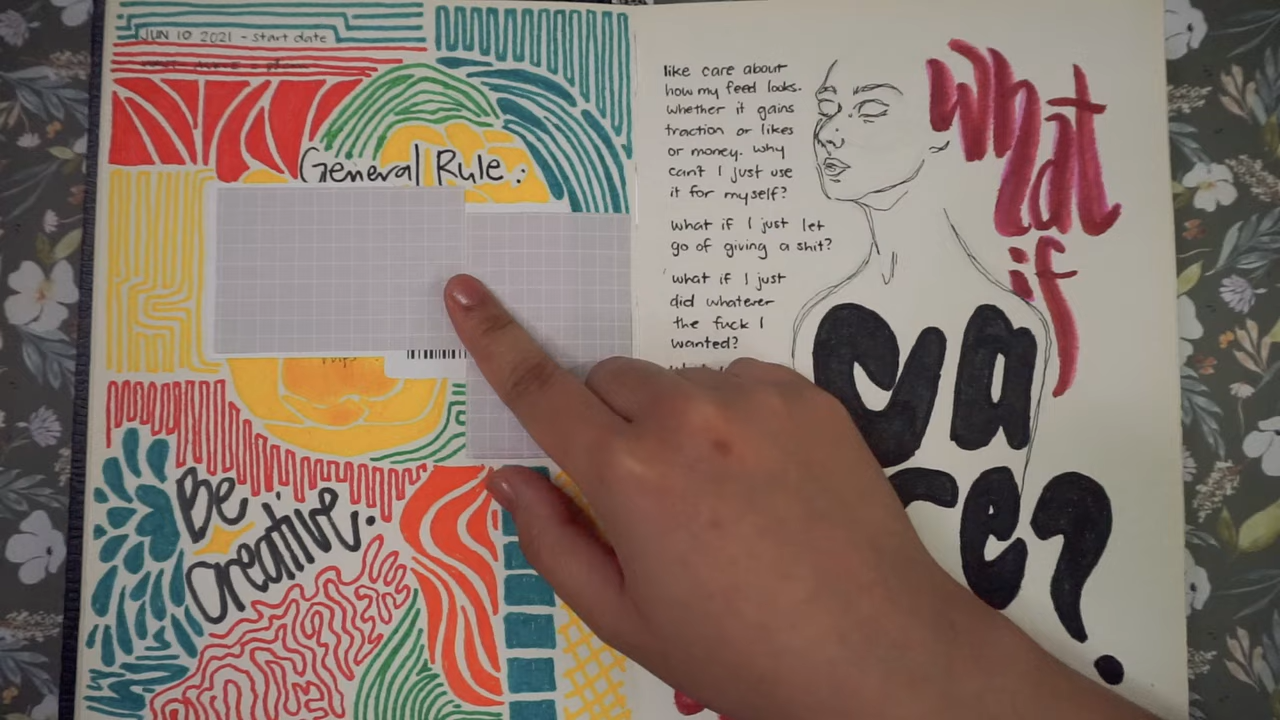 JUN 10 2021 - start date
General Rule:
Be
Creative.
like care about
how my feed looks.
Whether it gains
traction or likes
or money. Why
can't I just use
it for myself?
What if I just let
go of giving a shit?
What if I just
did whatever
the fuck I
wanted?
What
if
ca
re?